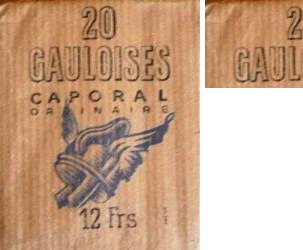 20
GAULOISES
CAPORAL
ORDINAIRE
12 Frs